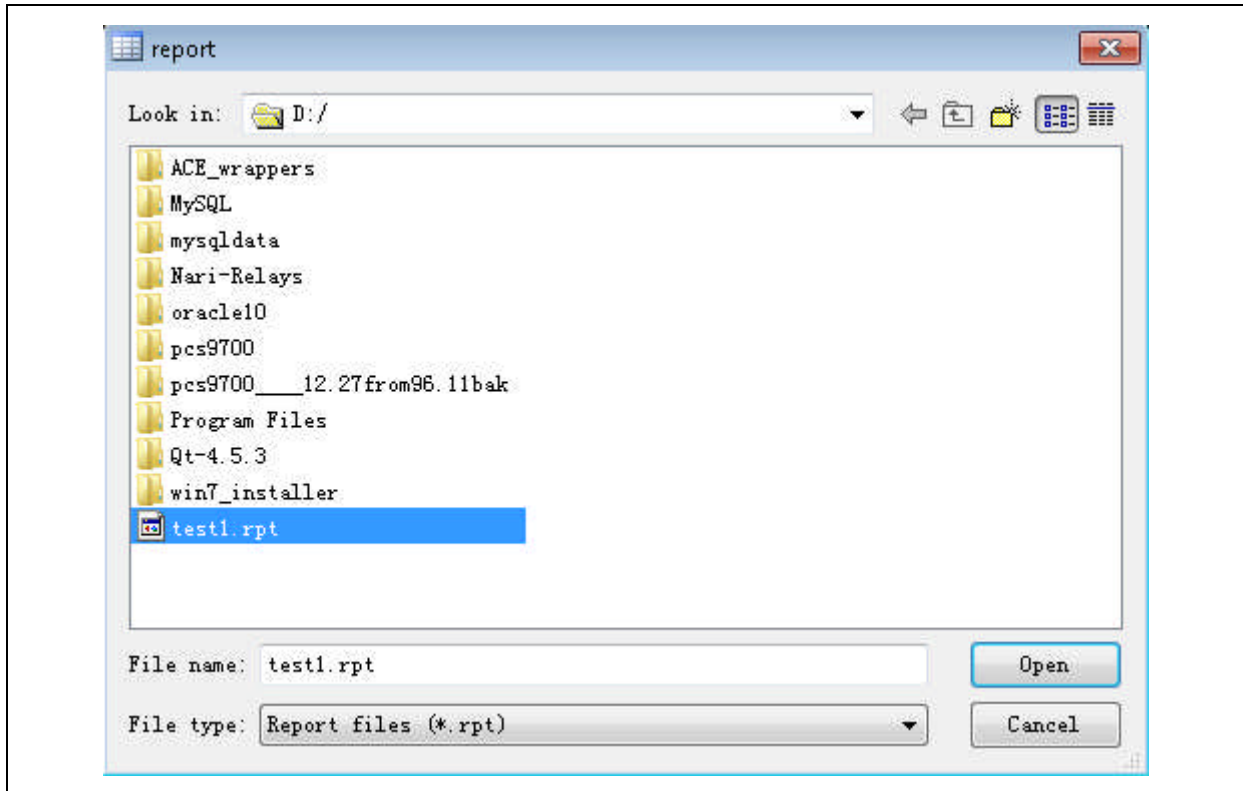 report
Look in: D:/
ACE_wrappers
MySQL
mysqldata
Nari-Relays
oracle10
pcs9700
pcs9700____12.27from96.11bak
Program Files
Qt-4.5.3
win7_installer
test1.rpt
File name: test1.rpt Open
File type: Report files (*.rpt) Cancel